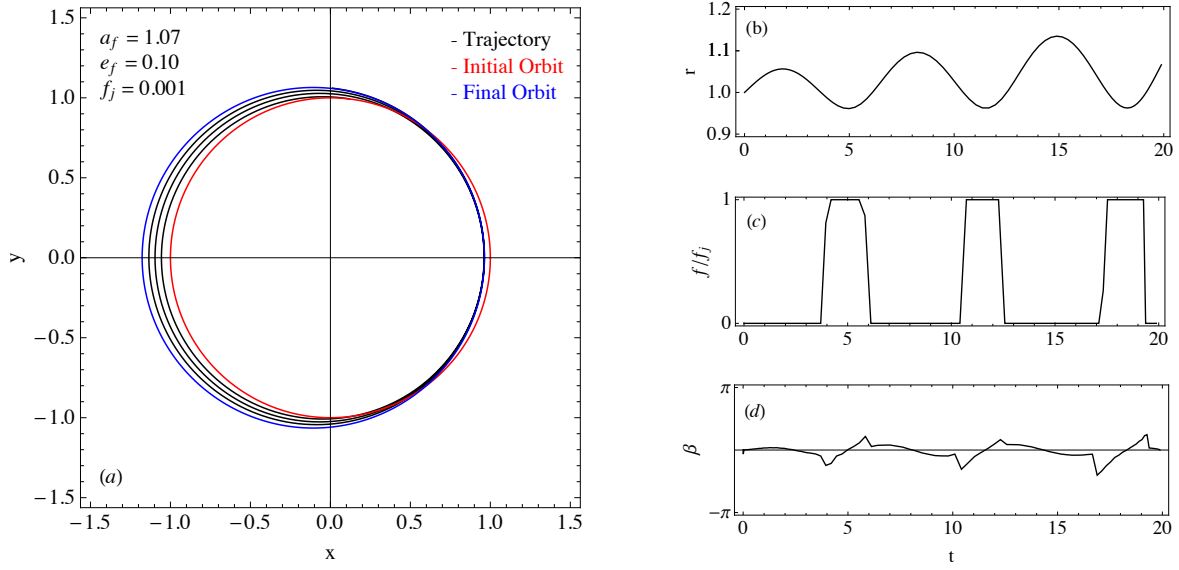 a_f = 1.07
e_f = 0.10
f_j = 0.001
- Trajectory
- Initial Orbit
- Final Orbit
(a)
1.5
1.0
0.5
0.0
−0.5
−1.0
−1.5
y
−1.5 −1.0 −0.5 0.0 0.5 1.0 1.5
x
(b)
1.2
1.1
1.0
0.9
r
0 5 10 15 20
(c)
1
0
f/f_j
0 5 10 15 20
(d)
π
−π
β
0 5 10 15 20
t